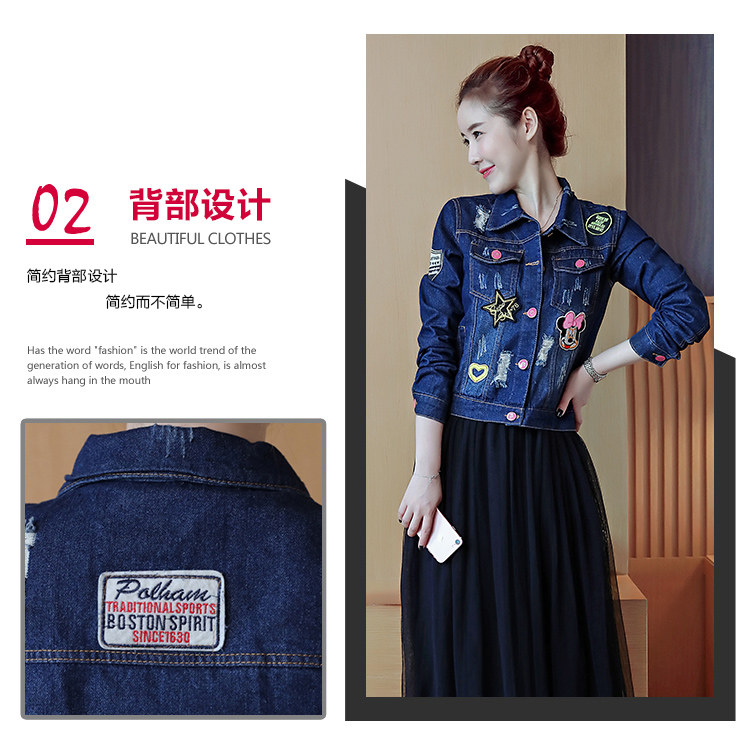 02
背部设计
BEAUTIFUL CLOTHES
简约背部设计
简约而不简单。
Has the word "fashion" is the world trend of the
generation of words, English for fashion, is almost
always hang in the mouth
Polham
TRADITIONAL SPORTS
BOSTON SPIRIT
SINCE1630